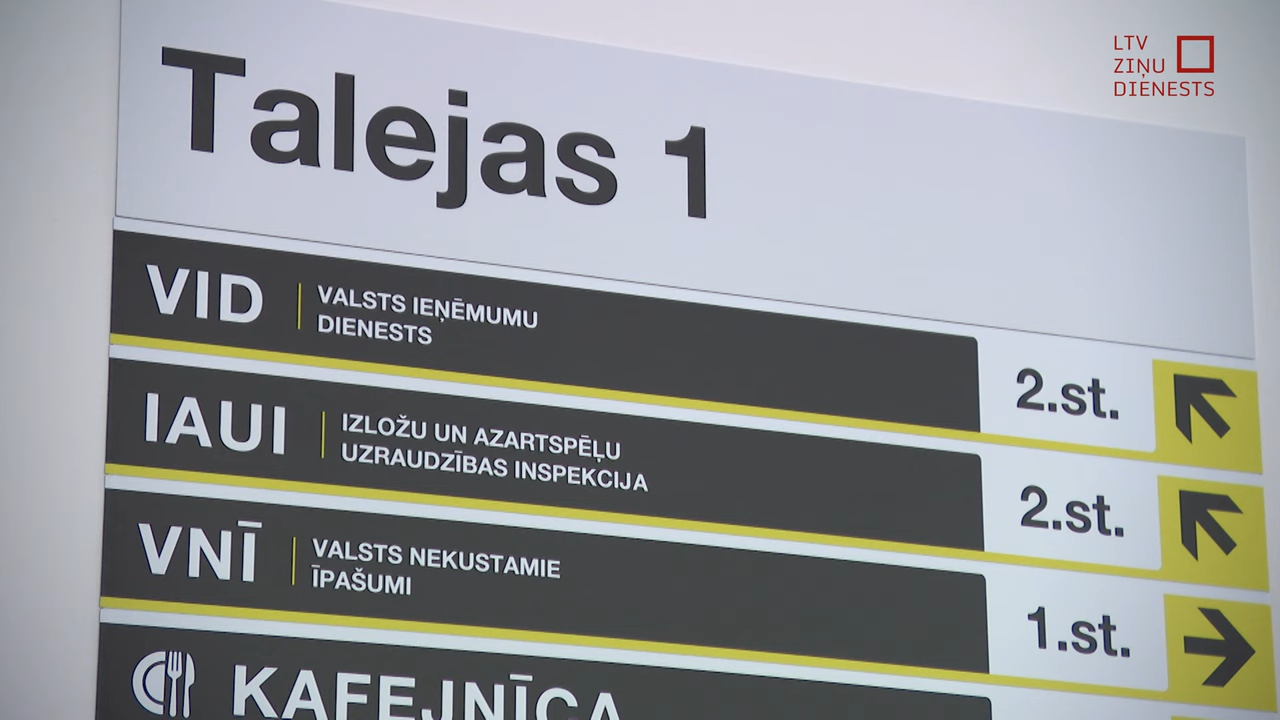 LTV
ZIŅU
DIENESTS
Talejas 1
VID
VALSTS IEŅĒMUMU
DIENESTS
2.st.
IAUI
IZLOŽU UN AZARTSPĒĻU
UZRAUDZĪBAS INSPEKCIJA
2.st.
VNĪ
VALSTS NEKUSTAMIE
ĪPAŠUMI
1.st.
KAFEJNĪCA